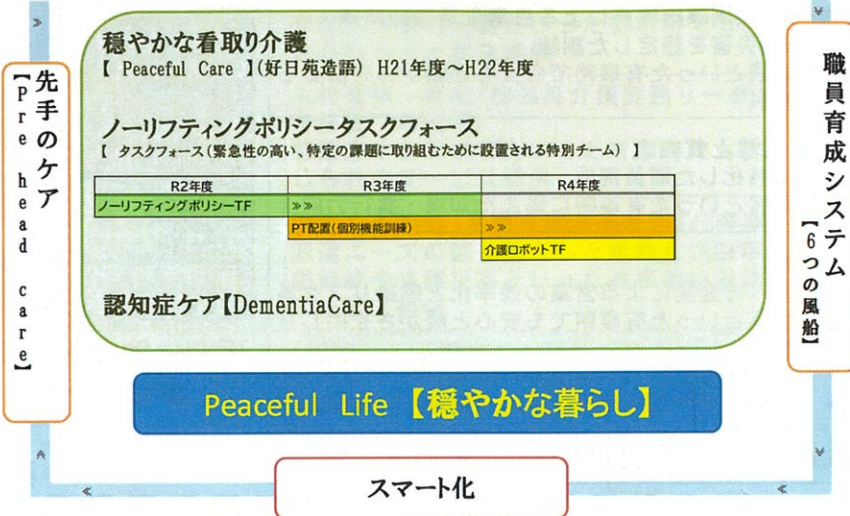 穏やかな看取り介護
【 Peaceful Care 】(好日苑造語) H21年度～H22年度
ノーリフティングポリシータスクフォース
【 タスクフォース(緊急性の高い、特定の課題に取り組むために設置される特別チーム) 】
R2年度 R3年度 R4年度
ノーリフティングポリシーTF »
PT配置(個別機能訓練) »
介護ロボットTF
認知症ケア【DementiaCare】
先手のケア
【Pre head care】
職員育成システム
【6つの風船】
Peaceful Life 【穏やかな暮らし】
スマート化